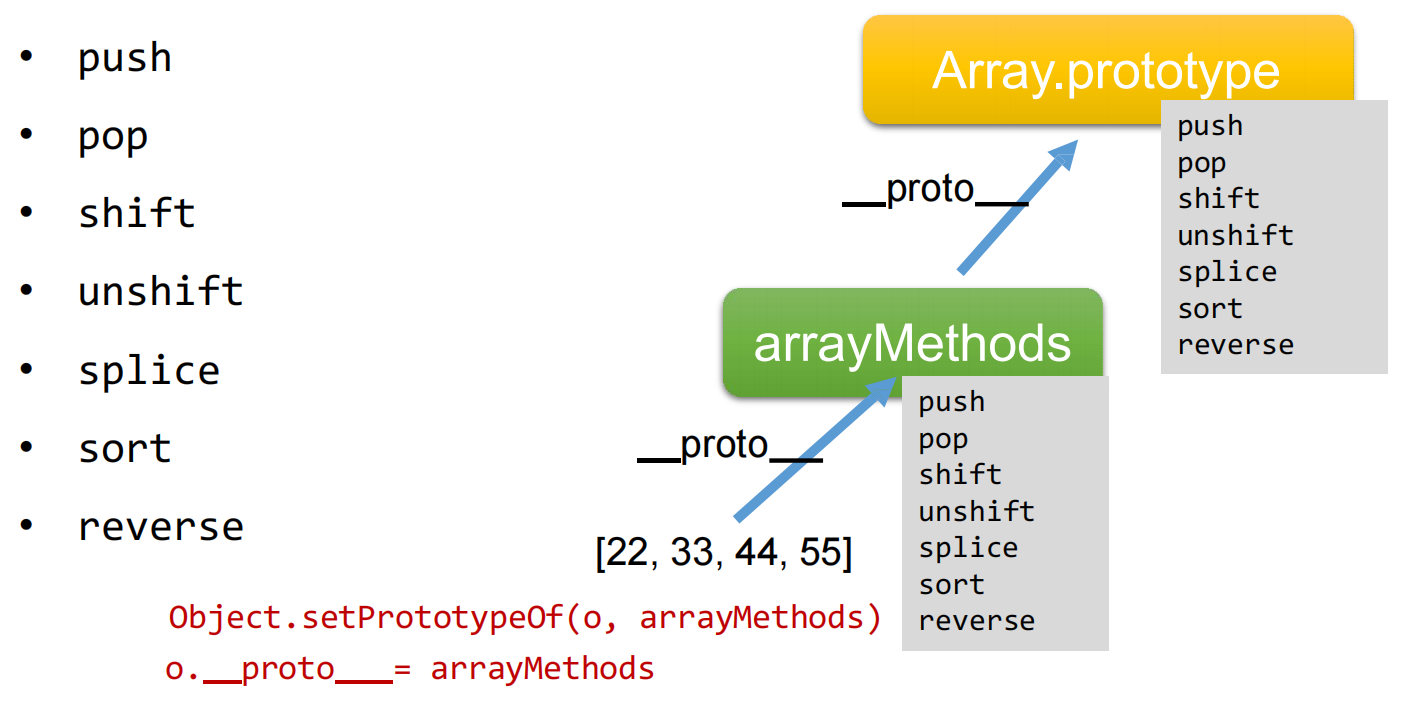 • push
• pop
• shift
• unshift
• splice
• sort
• reverse
Array.prototype
push
pop
shift
unshift
splice
sort
reverse
__proto__
arrayMethods
push
pop
shift
unshift
splice
sort
reverse
__proto__
[22, 33, 44, 55]
Object.setPrototypeOf(o, arrayMethods)
o.__proto__= arrayMethods